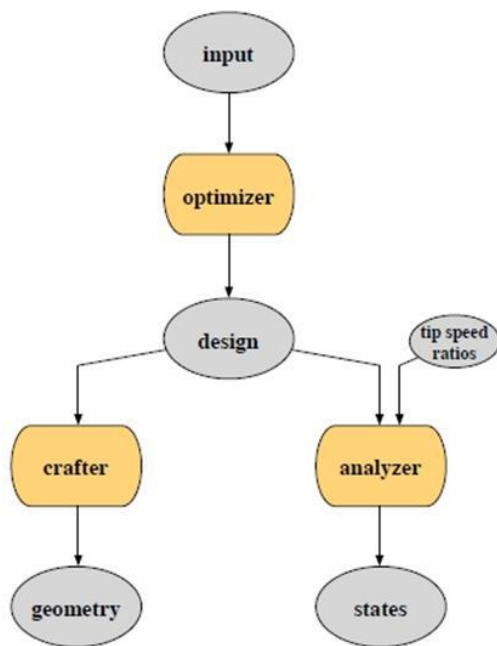 input
optimizer
design
tip speed
ratios
crafter
analyzer
geometry
states